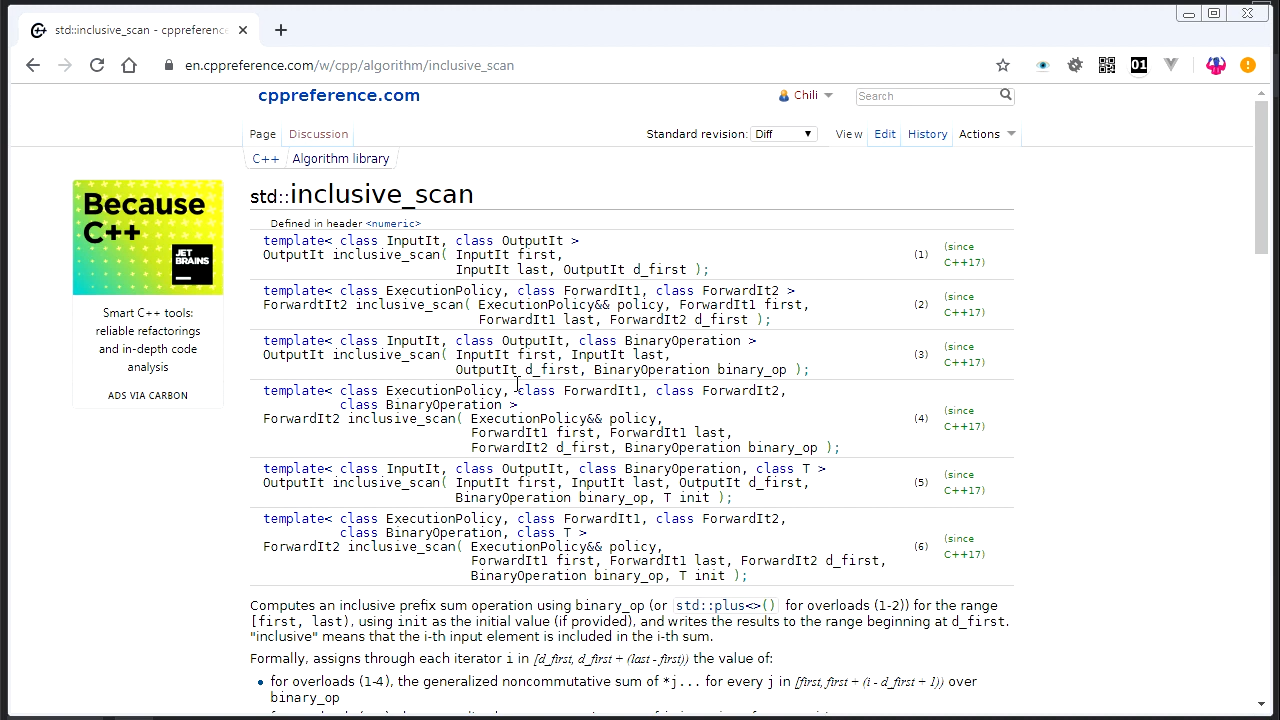 std::inclusive_scan - cppreference
en.cppreference.com/w/cpp/algorithm/inclusive_scan
01
cppreference.com
Chili
Search
Page
Discussion
Standard revision:
Diff
View
Edit
History
Actions
C++
Algorithm library
Because
C++
JET
BRAINS
Smart C++ tools:
reliable refactorings
and in-depth code
analysis
ADS VIA CARBON
std::inclusive_scan
Defined in header <numeric>
template< class InputIt, class OutputIt >
OutputIt inclusive_scan( InputIt first,
InputIt last, OutputIt d_first );
(1)
(since
C++17)
template< class ExecutionPolicy, class ForwardIt1, class ForwardIt2 >
ForwardtIt2 inclusive_scan( ExecutionPolicy&& policy, ForwardIt1 first,
ForwardIt1 last, ForwardIt2 d_first );
(2)
(since
C++17)
template< class InputIt, class OutputIt, class BinaryOperation >
OutputIt inclusive_scan( InputIt first, InputIt last,
OutputIt d_first, BinaryOperation binary_op );
(3)
(since
C++17)
template< class ExecutionPolicy, class ForwardIt1, class ForwardIt2,
class BinaryOperation >
ForwardIt2 inclusive_scan( ExecutionPolicy&& policy,
ForwardIt1 first, ForwardIt1 last,
ForwardIt2 d_first, BinaryOperation binary_op );
(4)
(since
C++17)
template< class InputIt, class OutputIt, class BinaryOperation, class T >
OutputIt inclusive_scan( InputIt first, InputIt last, OutputIt d_first,
BinaryOperation binary_op, T init );
(5)
(since
C++17)
template< class ExecutionPolicy, class ForwardIt1, class ForwardIt2,
class BinaryOperation, class T >
ForwardIt2 inclusive_scan( ExecutionPolicy&& policy,
ForwardIt1 first, ForwardIt1 last, ForwardIt2 d_first,
BinaryOperation binary_op, T init );
(6)
(since
C++17)
Computes an inclusive prefix sum operation using binary_op (or std::plus<>() for overloads (1-2)) for the range
[first, last), using init as the initial value (if provided), and writes the results to the range beginning at d_first.
"inclusive" means that the i-th input element is included in the i-th sum.
Formally, assigns through each iterator i in [d_first, d_first + (last - first)) the value of:
for overloads (1-4), the generalized noncommutative sum of *j... for every j in [first, first + (i - d_first + 1)) over
binary_op